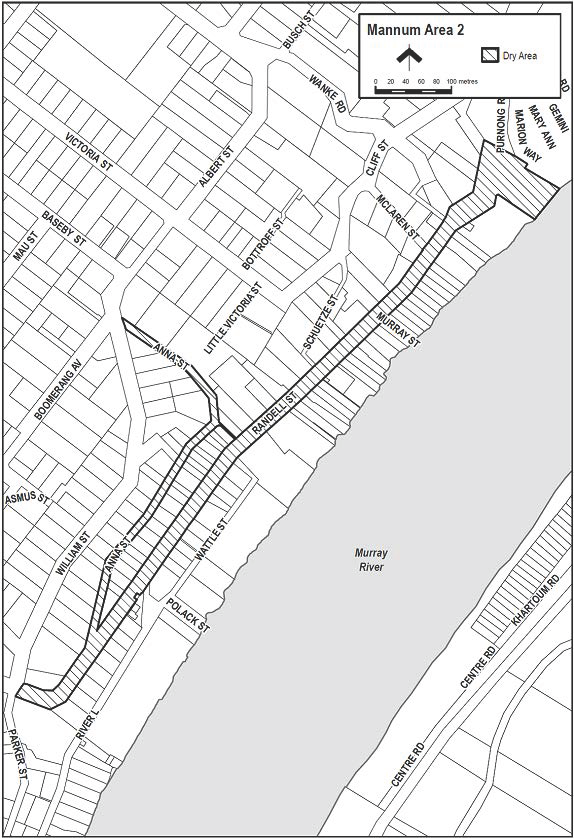 Mannum Area 2
Dry Area
0 20 40 60 80 100 metres
BUSCH ST
WANKE RD
PURNONG R
RD
GEMINI
MARY ANN
MARION
WAY
CLIFF ST
VICTORIA ST
ALBERT ST
MCLAREN ST
BASEBY ST
MAU ST
BOTTROFF ST
LITTLE VICTORIA ST
SCHUETZE ST
MURRAY ST
ANNA ST
BOOMERANG AV
RANDELL ST
ASMUS ST
WILLIAM ST
ANNA ST
WATTLE ST
Murray
River
POLACK ST
KHARTOUM RD
CENTRE RD
RIVER L
PARKER ST
CENTRE RD